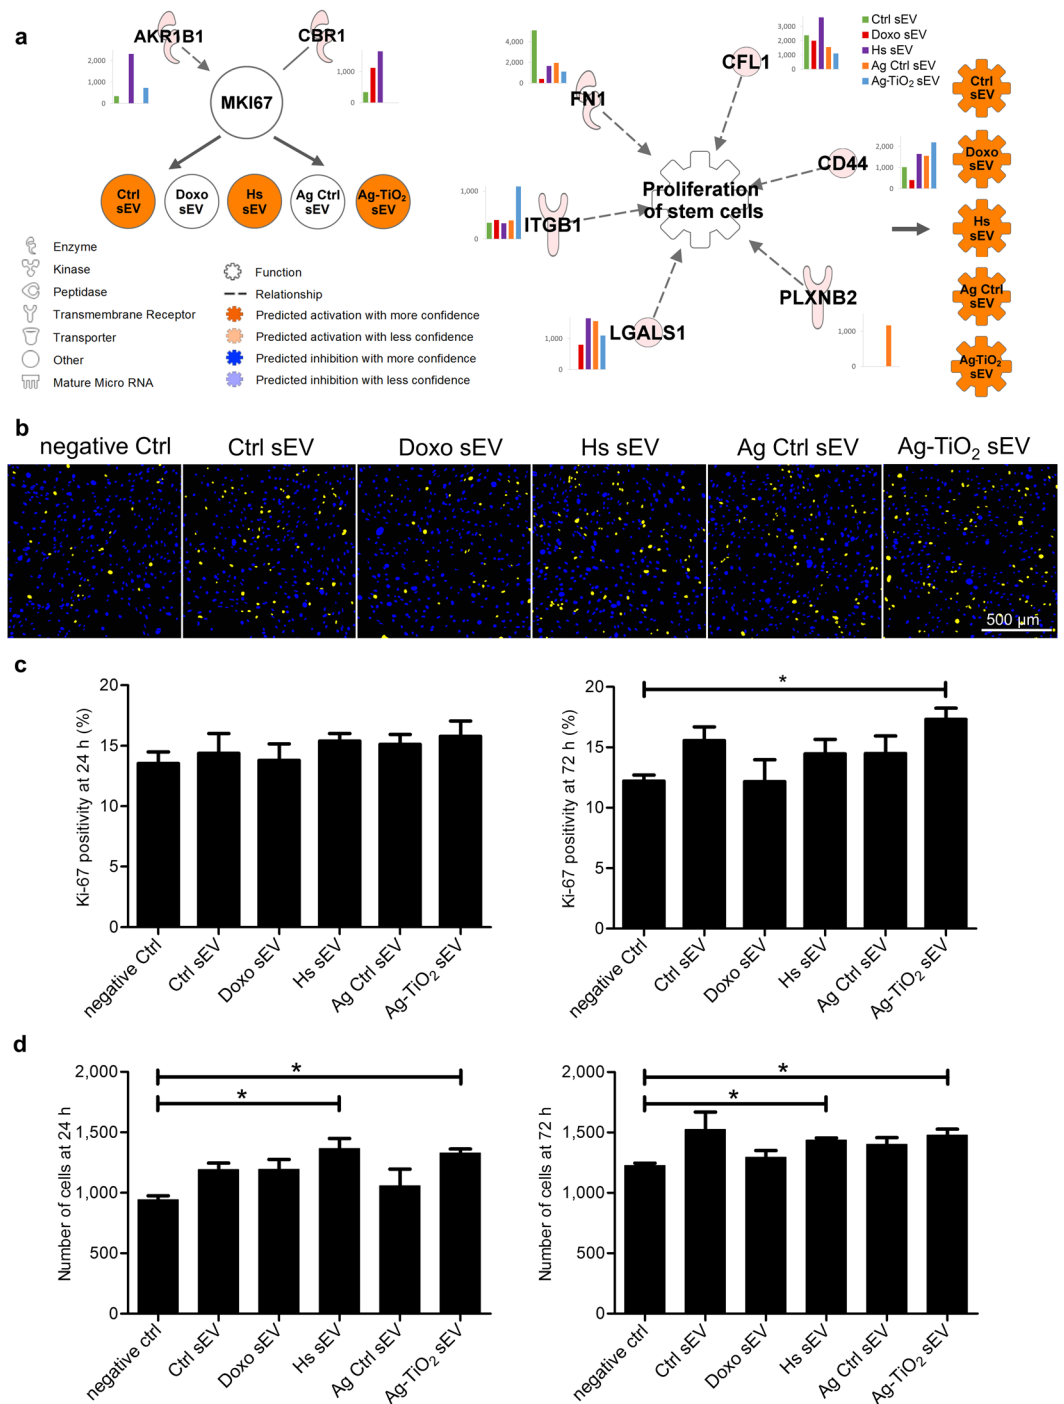 a
AKR1B1
CBR1
2,000
1,000
0
1,000
0
MKI67
Ctrl
sEV
Doxo
sEV
Hs
sEV
Ag Ctrl
sEV
Ag-TiO₂
sEV
Enzyme
Kinase
Peptidase
Transmembrane Receptor
Transporter
Other
Mature Micro RNA
Function
Relationship
Predicted activation with more confidence
Predicted activation with less confidence
Predicted inhibition with more confidence
Predicted inhibition with less confidence
4,000
2,000
0
FN1
3,000
2,000
1,000
0
CFL1
Ctrl sEV
Doxo sEV
Hs sEV
Ag Ctrl sEV
Ag-TiO₂ sEV
CD44
2,000
1,000
0
1,000
0
ITGB1
Proliferation
of stem cells
PLXNB2
1,000
0
1,000
0
LGALS1
Ctrl
sEV
Doxo
sEV
Hs
sEV
Ag Ctrl
sEV
Ag-TiO₂
sEV
b
negative Ctrl
Ctrl sEV
Doxo sEV
Hs sEV
Ag Ctrl sEV
Ag-TiO₂ sEV
500 µm
c
Ki-67 positivity at 24 h (%)
20
15
10
5
0
negative Ctrl
Ctrl sEV
Doxo sEV
Hs sEV
Ag Ctrl sEV
Ag-TiO₂ sEV
Ki-67 positivity at 72 h (%)
20
15
10
5
0
*
negative Ctrl
Ctrl sEV
Doxo sEV
Hs sEV
Ag Ctrl sEV
Ag-TiO₂ sEV
d
Number of cells at 24 h
2,000
1,500
1,000
500
0
*
*
negative ctrl
Ctrl sEV
Doxo sEV
Hs sEV
Ag Ctrl sEV
Ag-TiO₂ sEV
Number of cells at 72 h
2,000
1,500
1,000
500
0
*
*
negative ctrl
Ctrl sEV
Doxo sEV
Hs sEV
Ag Ctrl sEV
Ag-TiO₂ sEV